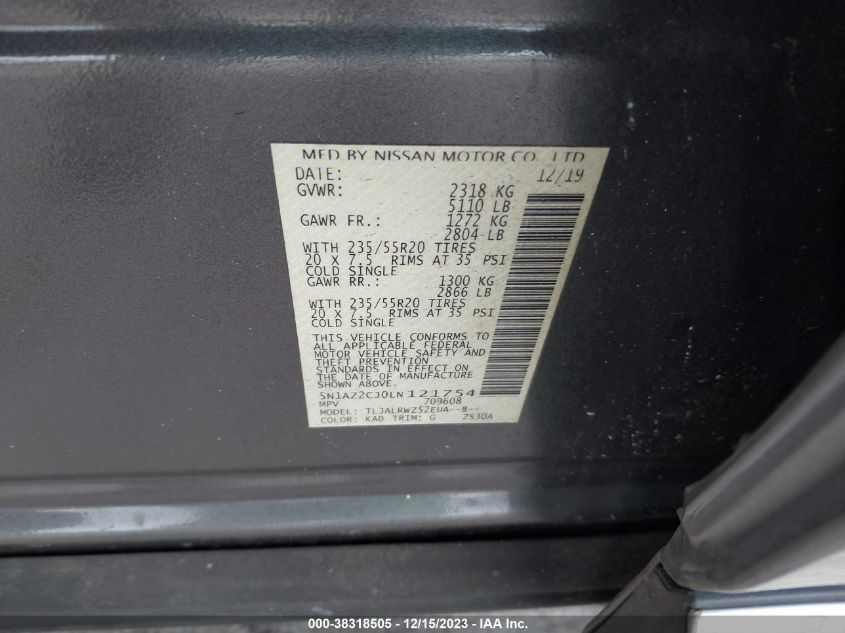 MFD BY NISSAN MOTOR CO., LTD.
DATE: 12/19
GVWR: 2318 KG
5110 LB
GAWR FR.: 1272 KG
2804 LB
WITH 235/55R20 TIRES
20 X 7.5 RIMS AT 35 PSI
COLD SINGLE
GAWR RR.: 1300 KG
2866 LB
WITH 235/55R20 TIRES
20 X 7.5 RIMS AT 35 PSI
COLD SINGLE
THIS VEHICLE CONFORMS TO
ALL APPLICABLE FEDERAL
MOTOR VEHICLE SAFETY AND
THEFT PREVENTION
STANDARDS IN EFFECT ON
THE DATE OF MANUFACTURE
SHOWN ABOVE.
5N1AZ2CJ0LN121754
MPV 709608
MODEL: TLJALRWZ52EUA--B--
COLOR: KAD TRIM: G Z530A
000-38318505 - 12/15/2023 - IAA Inc.